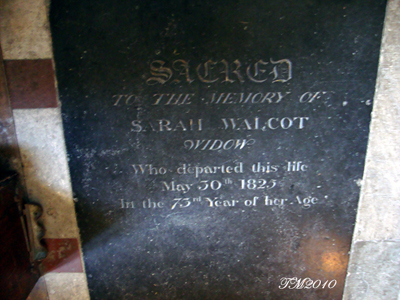 SACRED
TO THE MEMORY OF
SARAH WALCOT
WIDOW
Who departed this life
May 30th 1825
In the 73rd Year of her Age
TM2010